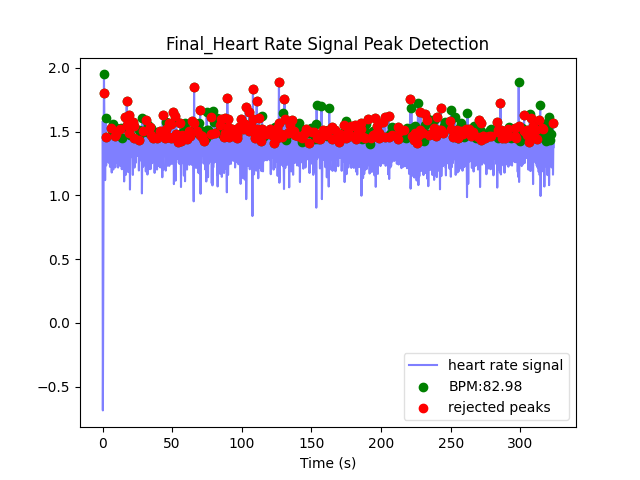 Final_Heart Rate Signal Peak Detection
2.0
1.5
1.0
0.5
0.0
−0.5
heart rate signal
BPM:82.98
rejected peaks
0 50 100 150 200 250 300
Time (s)